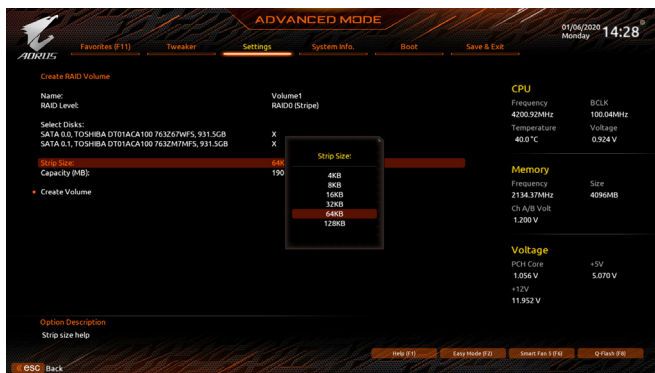 ADVANCED MODE
01/06/2020 Monday 14:28
AORUS
Favorites (F11) Tweaker Settings System Info. Boot Save & Exit
Create RAID Volume
Name: Volume1
RAID Level: RAID0 (Stripe)
Select Disks:
SATA 0.0, TOSHIBA DT01ACA100 763Z67WFS, 931.5GB X
SATA 0.1, TOSHIBA DT01ACA100 763ZM7MFS, 931.5GB X
Strip Size: 64K
Capacity (MB): 190
Create Volume
Strip Size:
4KB
8KB
16KB
32KB
64KB
128KB
CPU
Frequency BCLK
4200.92MHz 100.04MHz
Temperature Voltage
40.0 °C 0.924 V
Memory
Frequency Size
2134.37MHz 4096MB
Ch A/B Volt
1.200 V
Voltage
PCH Core +5V
1.056 V 5.070 V
+12V
11.952 V
Option Description
Strip size help
Help (F1) Easy Mode (F2) Smart Fan 5 (F6) Q-Flash (F8)
esc Back